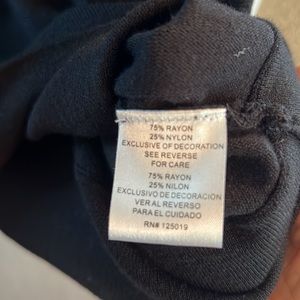 75% RAYON
25% NYLON
EXCLUSIVE OF DECORATION
SEE REVERSE
FOR CARE
75% RAYON
25% NILON
EXCLUSIVO DE DECORACION
VER AL REVERSO
PARA EL CUIDADO
RN# 125019